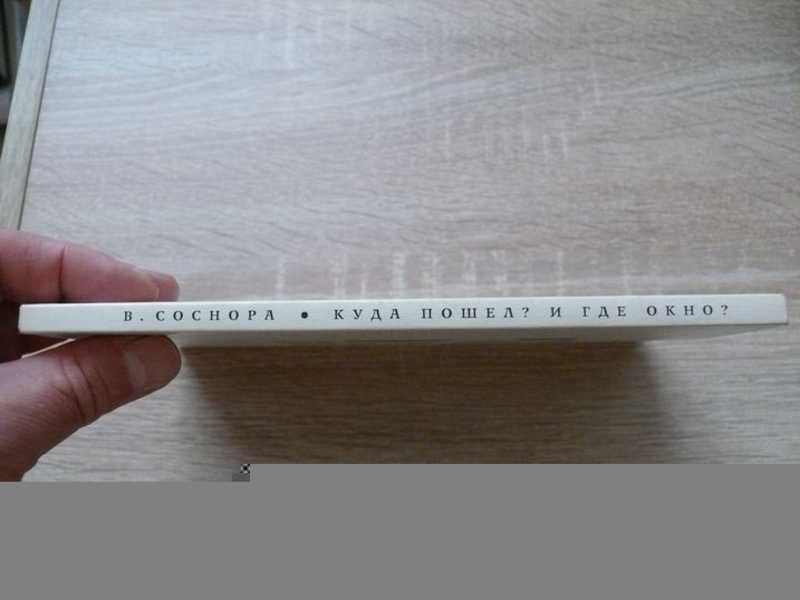 В. СОСНОРА • КУДА ПОШЕЛ? И ГДЕ ОКНО?